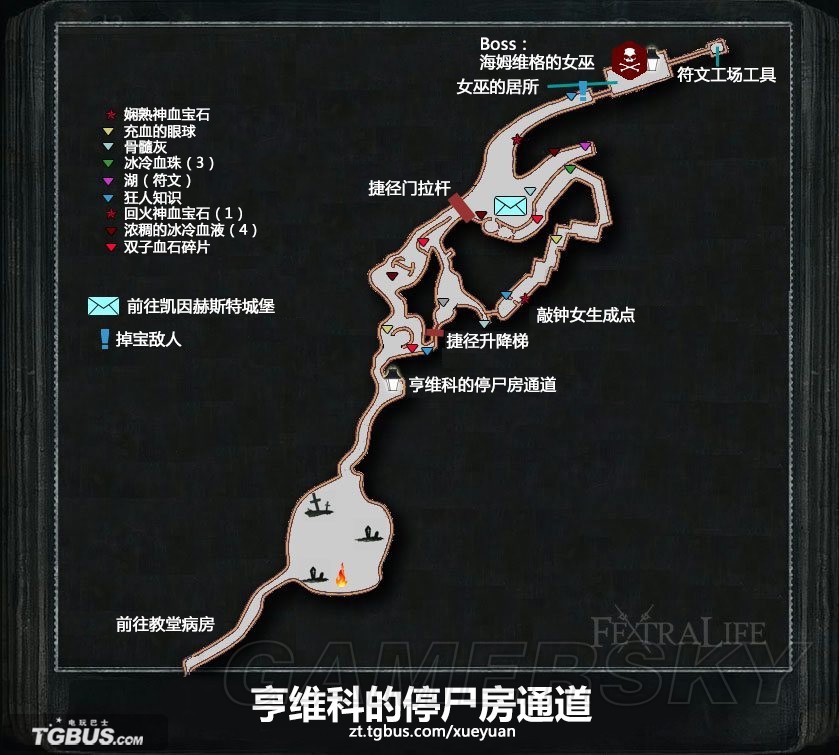 Boss：
海姆维格的女巫
女巫的居所
符文工场工具
娴熟神血宝石
充血的眼球
骨髓灰
冰冷血珠（3）
湖（符文）
狂人知识
回火神血宝石（1）
浓稠的冰冷血液（4）
双子血石碎片
捷径门拉杆
前往凯因赫斯特城堡
掉宝敌人
敲钟女生成点
捷径升降梯
亨维科的停尸房通道
前往教堂病房
FEXTRALIFE
GAMERSKY
亨维科的停尸房通道
zt.tgbus.com/xueyuan
电玩巴士
TGBUS.COM